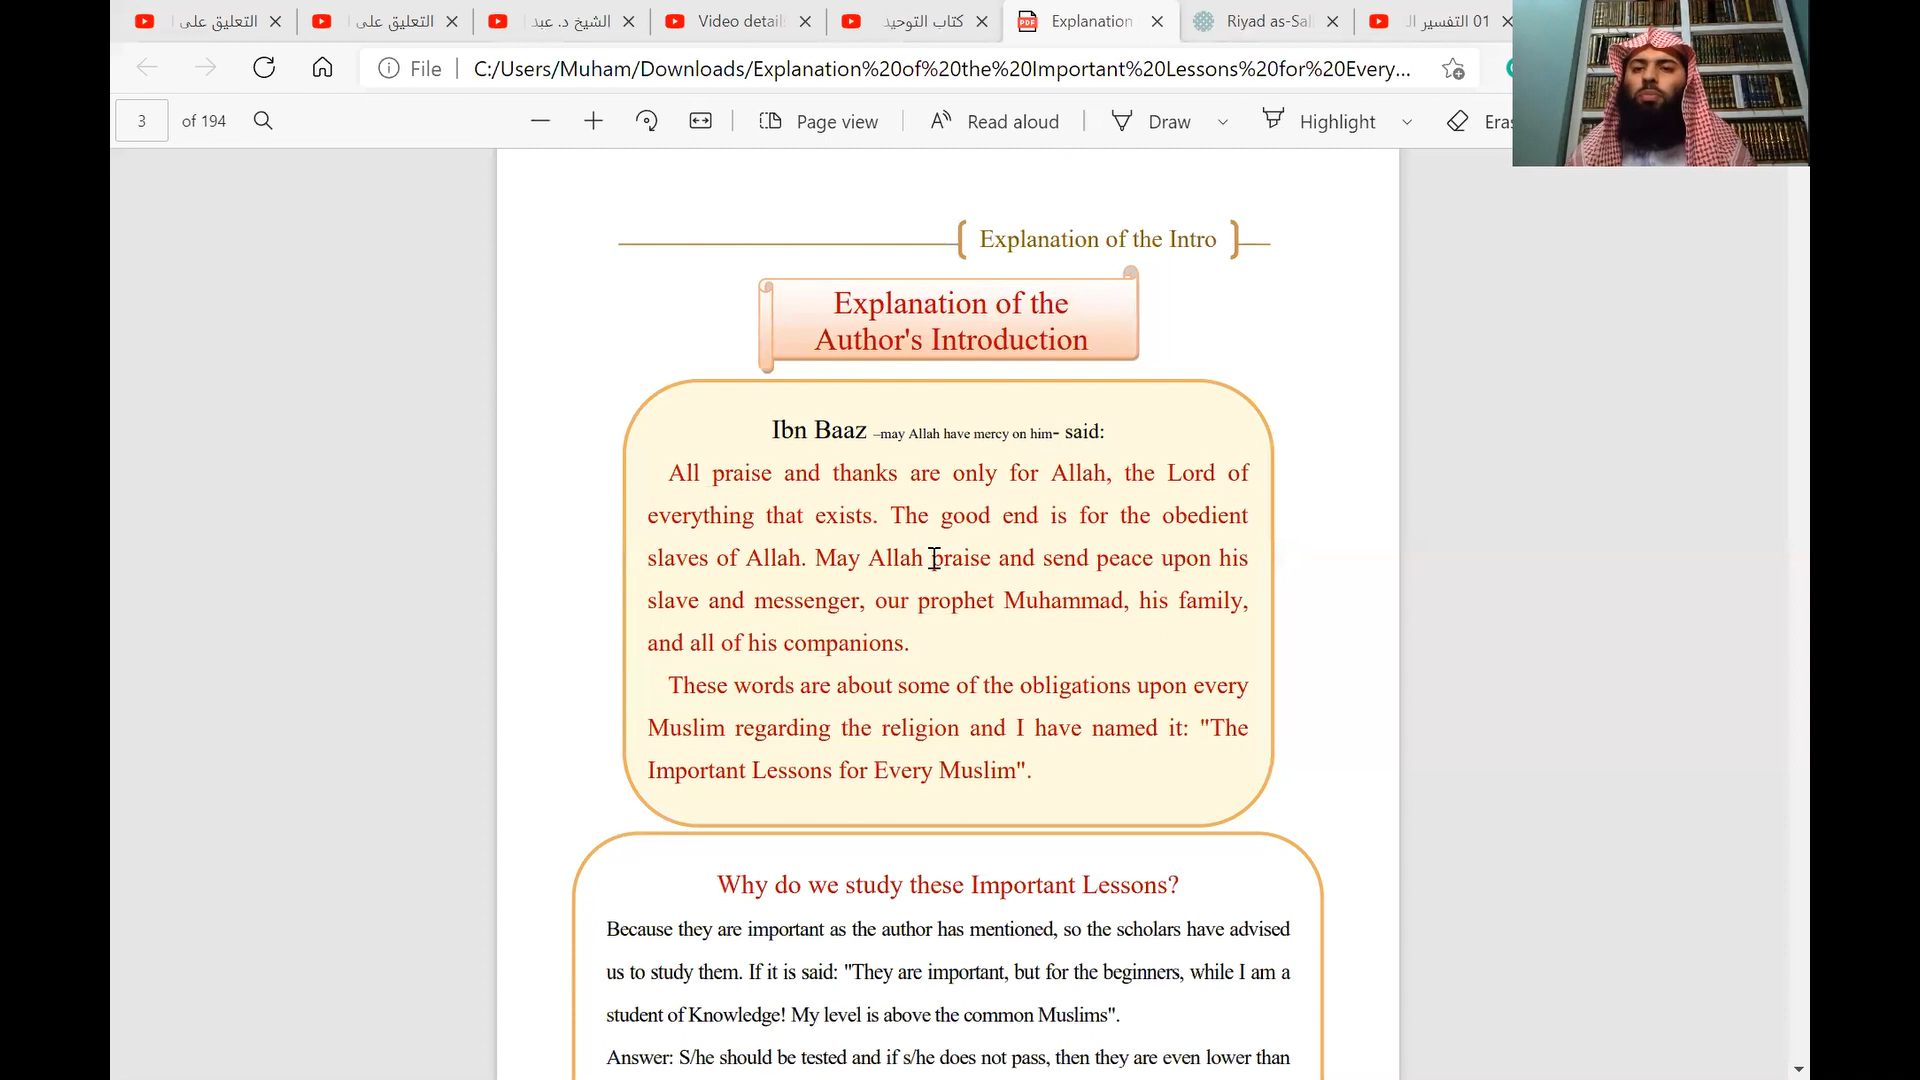 التعليق على
التعليق على
الشيخ د. عبد
Video detail
كتاب التوحيد
Explanation
Riyad as-Sal
01 التفسير ال
File
C:/Users/Muham/Downloads/Explanation%20of%20the%20Important%20Lessons%20for%20Every...
3
of 194
Page view
Read aloud
Draw
Highlight
Eras
PDF
Explanation of the Intro
Explanation of the
Author's Introduction
Ibn Baaz –may Allah have mercy on him- said:
All praise and thanks are only for Allah, the Lord of
everything that exists. The good end is for the obedient
slaves of Allah. May Allah praise and send peace upon his
slave and messenger, our prophet Muhammad, his family,
and all of his companions.
These words are about some of the obligations upon every
Muslim regarding the religion and I have named it: "The
Important Lessons for Every Muslim".
Why do we study these Important Lessons?
Because they are important as the author has mentioned, so the scholars have advised
us to study them. If it is said: "They are important, but for the beginners, while I am a
student of Knowledge! My level is above the common Muslims".
Answer: S/he should be tested and if s/he does not pass, then they are even lower than